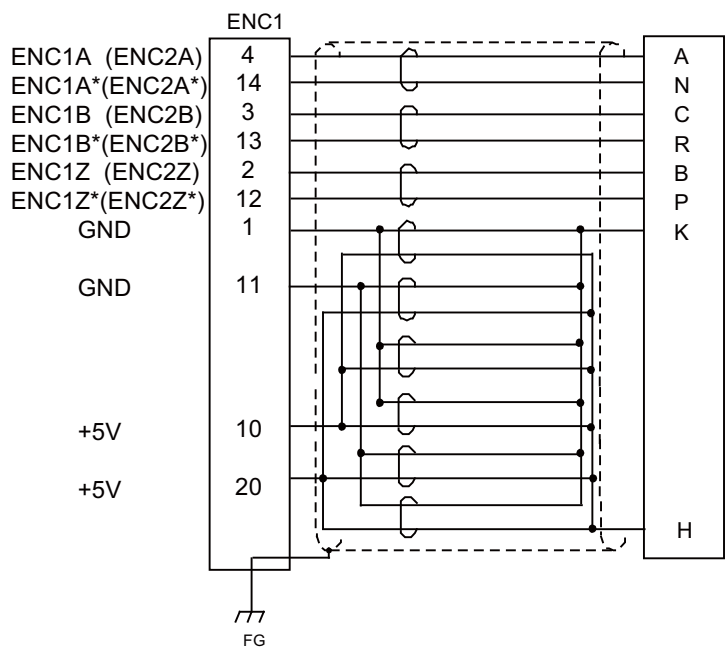 ENC1
ENC1A (ENC2A) 4 A
ENC1A*(ENC2A*) 14 N
ENC1B (ENC2B) 3 C
ENC1B*(ENC2B*) 13 R
ENC1Z (ENC2Z) 2 B
ENC1Z*(ENC2Z*) 12 P
GND 1 K
GND 11
+5V 10
+5V 20
H
FG